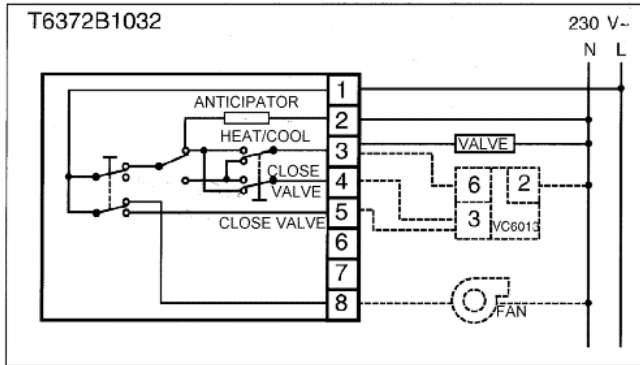 T6372B1032
230 V~
N L
1
ANTICIPATOR
2
HEAT/COOL
3
VALVE
CLOSE
VALVE
4
6 2
CLOSE VALVE
5
3
VC6013
6
7
8
FAN